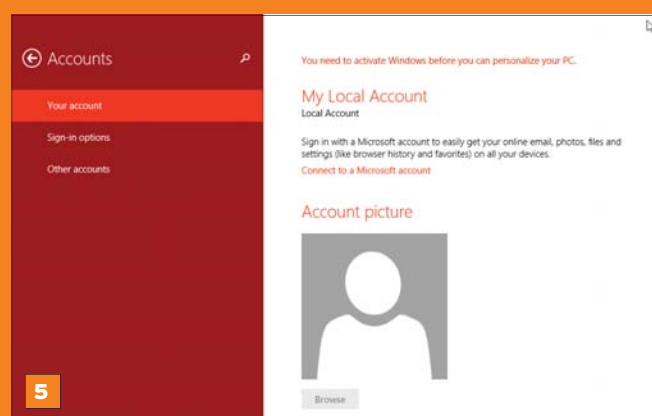 Accounts
Your account
Sign-in options
Other accounts
You need to activate Windows before you can personalize your PC.
My Local Account
Local Account
Sign in with a Microsoft account to easily get your online email, photos, files and
settings (like browser history and favorites) on all your devices.
Connect to a Microsoft account
Account picture
Browse
5